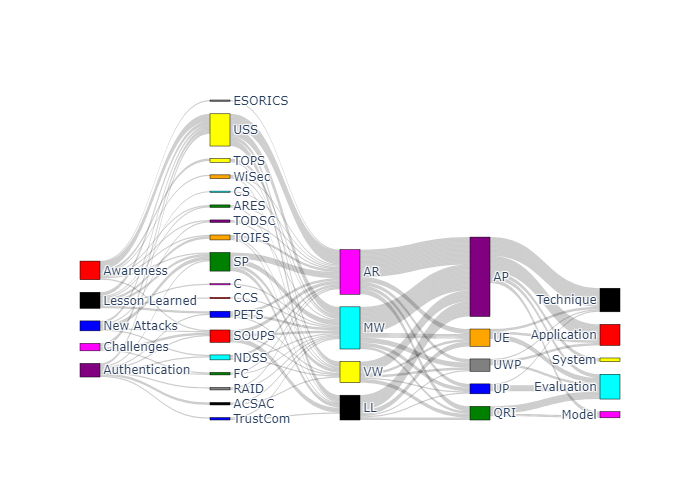 Awareness
Lesson Learned
New Attacks
Challenges
Authentication
ESORICS
USS
TOPS
WiSec
CS
ARES
TODSC
TOIFS
SP
C
CCS
PETS
SOUPS
NDSS
FC
RAID
ACSAC
TrustCom
AR
MW
VW
LL
AP
UE
UWP
UP
QRI
Technique
Application
System
Evaluation
Model